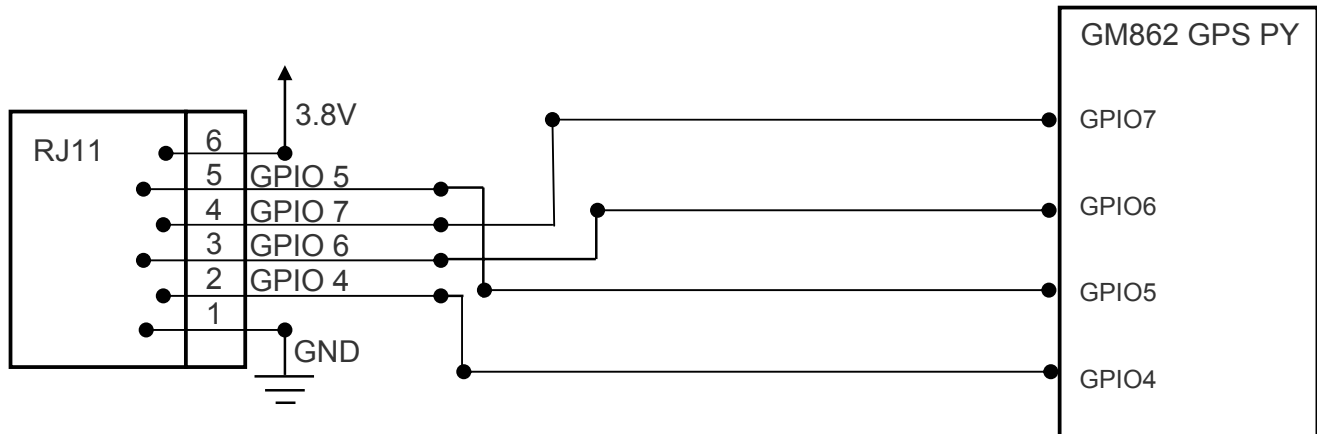 GM862 GPS PY
3.8V
GPIO7
RJ11
6
5 GPIO 5
4 GPIO 7
GPIO6
3 GPIO 6
2 GPIO 4
GPIO5
1
GND
GPIO4